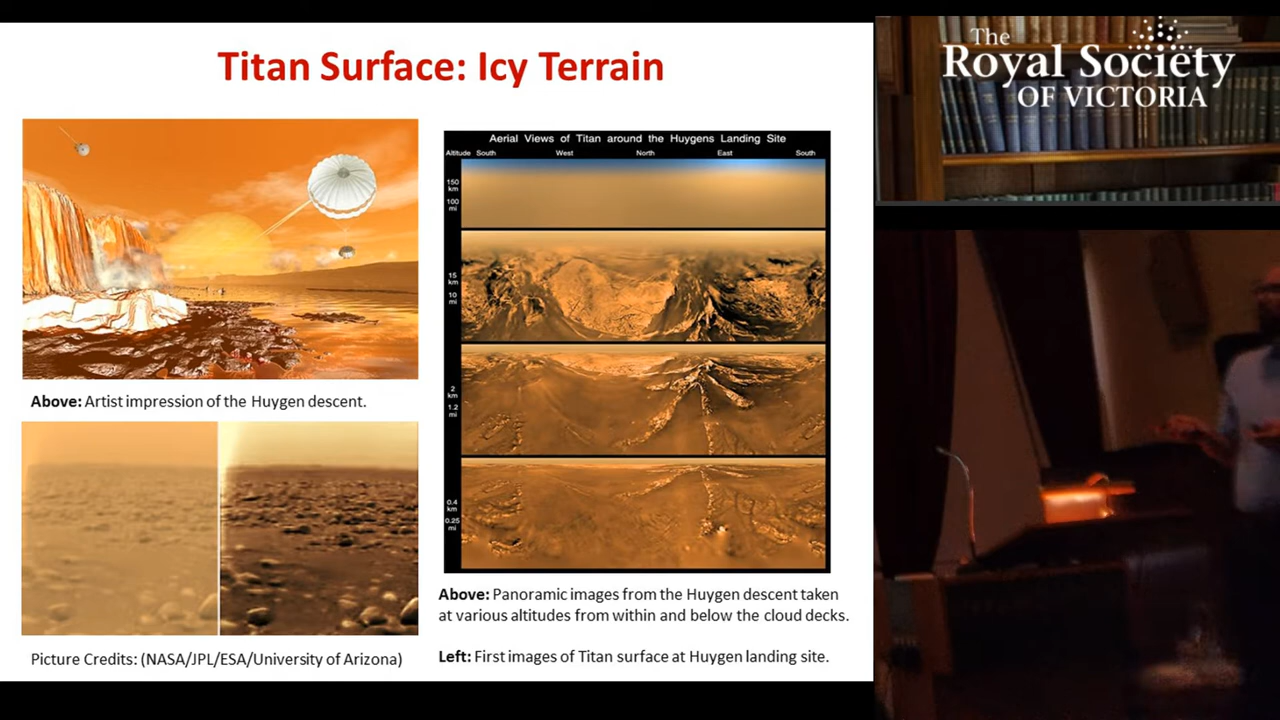 Titan Surface: Icy Terrain
Above: Artist impression of the Huygen descent.
Picture Credits: (NASA/JPL/ESA/University of Arizona)
Aerial Views of Titan around the Huygens Landing Site
Altitude South West North East South
150
km
100
mi
15
km
10
mi
2
km
1.2
mi
0.4
km
0.25
mi
Above: Panoramic images from the Huygen descent taken
at various altitudes from within and below the cloud decks.
Left: First images of Titan surface at Huygen landing site.
The
Royal Society
OF VICTORIA